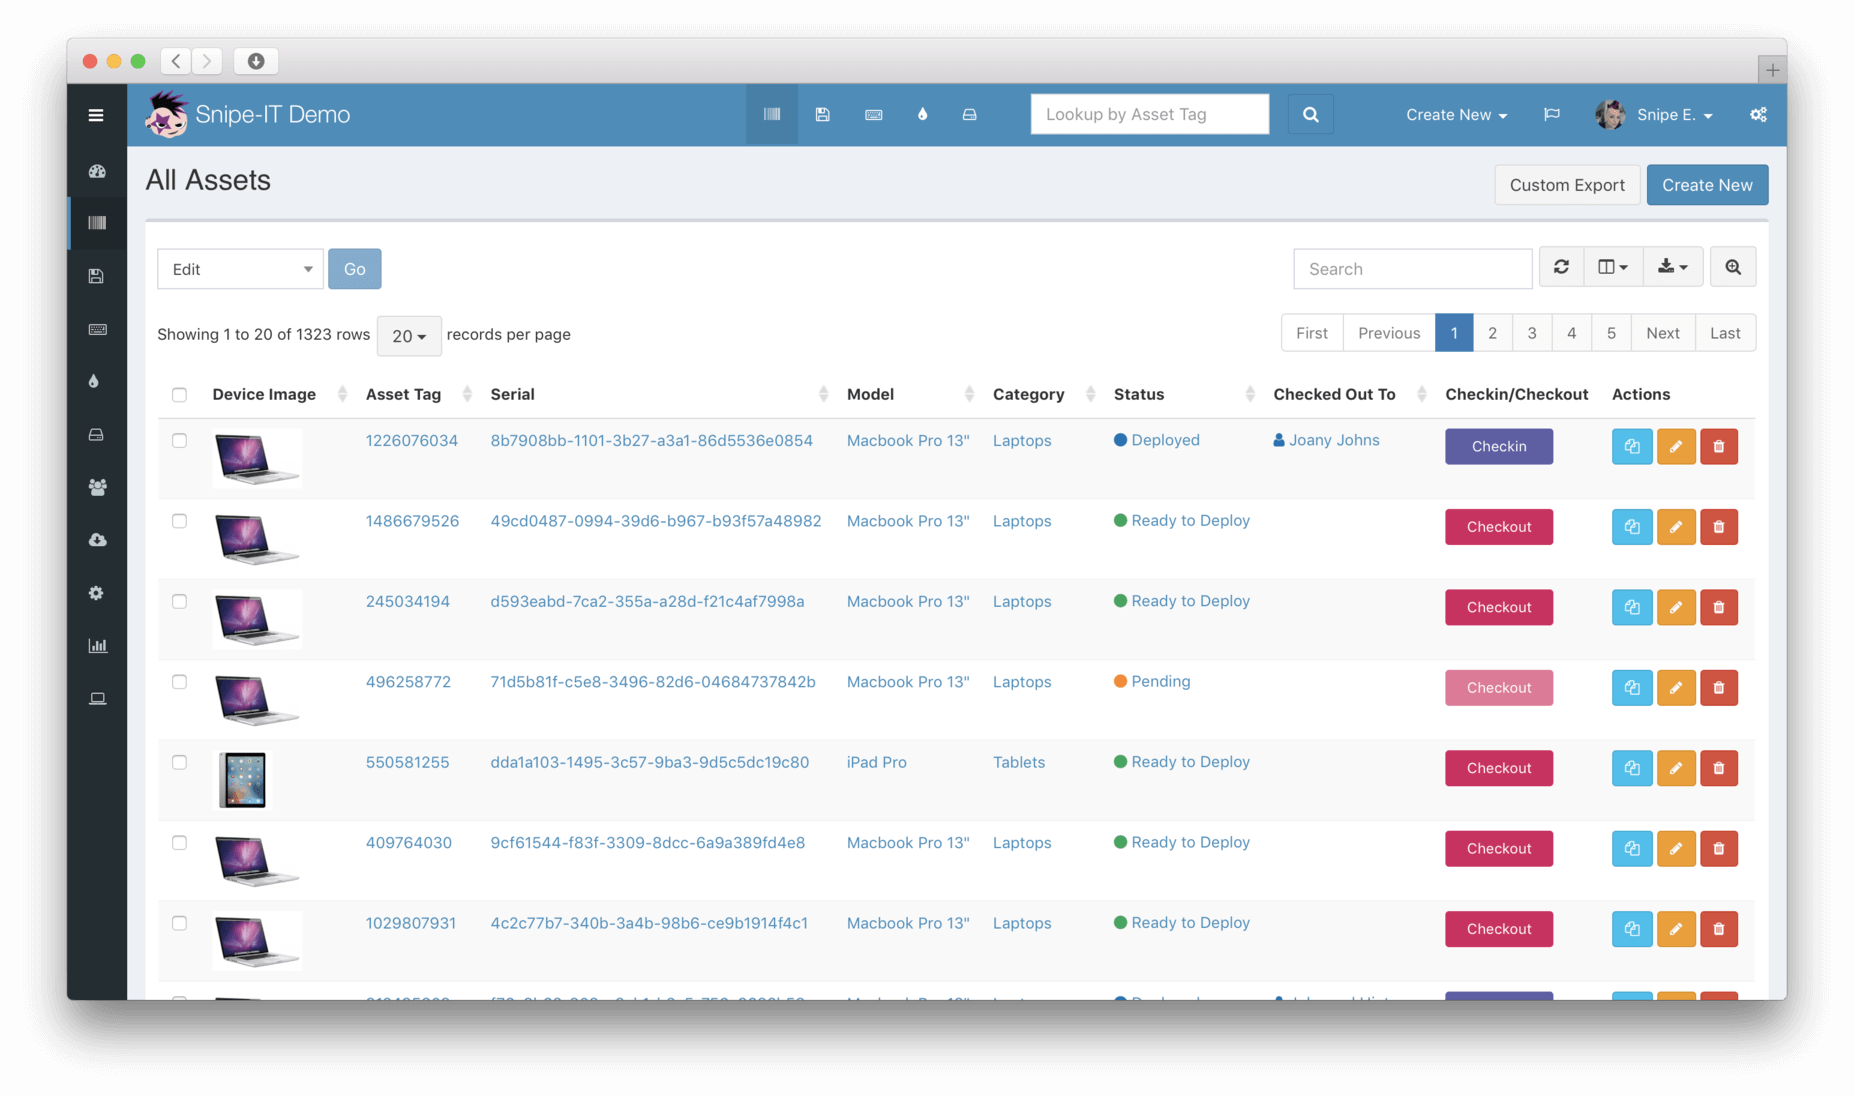 Snipe-IT Demo
Lookup by Asset Tag
Create New
Snipe E.
All Assets
Custom Export
Create New
Edit
Go
Search
Showing 1 to 20 of 1323 rows 20 records per page
First Previous 1 2 3 4 5 Next Last
Device Image Asset Tag Serial Model Category Status Checked Out To Checkin/Checkout Actions
1226076034 8b7908bb-1101-3b27-a3a1-86d5536e0854 Macbook Pro 13" Laptops Deployed Joany Johns Checkin
1486679526 49cd0487-0994-39d6-b967-b93f57a48982 Macbook Pro 13" Laptops Ready to Deploy Checkout
245034194 d593eabd-7ca2-355a-a28d-f21c4af7998a Macbook Pro 13" Laptops Ready to Deploy Checkout
496258772 71d5b81f-c5e8-3496-82d6-04684737842b Macbook Pro 13" Laptops Pending Checkout
550581255 dda1a103-1495-3c57-9ba3-9d5c5dc19c80 iPad Pro Tablets Ready to Deploy Checkout
409764030 9cf61544-f83f-3309-8dcc-6a9a389fd4e8 Macbook Pro 13" Laptops Ready to Deploy Checkout
1029807931 4c2c77b7-340b-3a4b-98b6-ce9b1914f4c1 Macbook Pro 13" Laptops Ready to Deploy Checkout